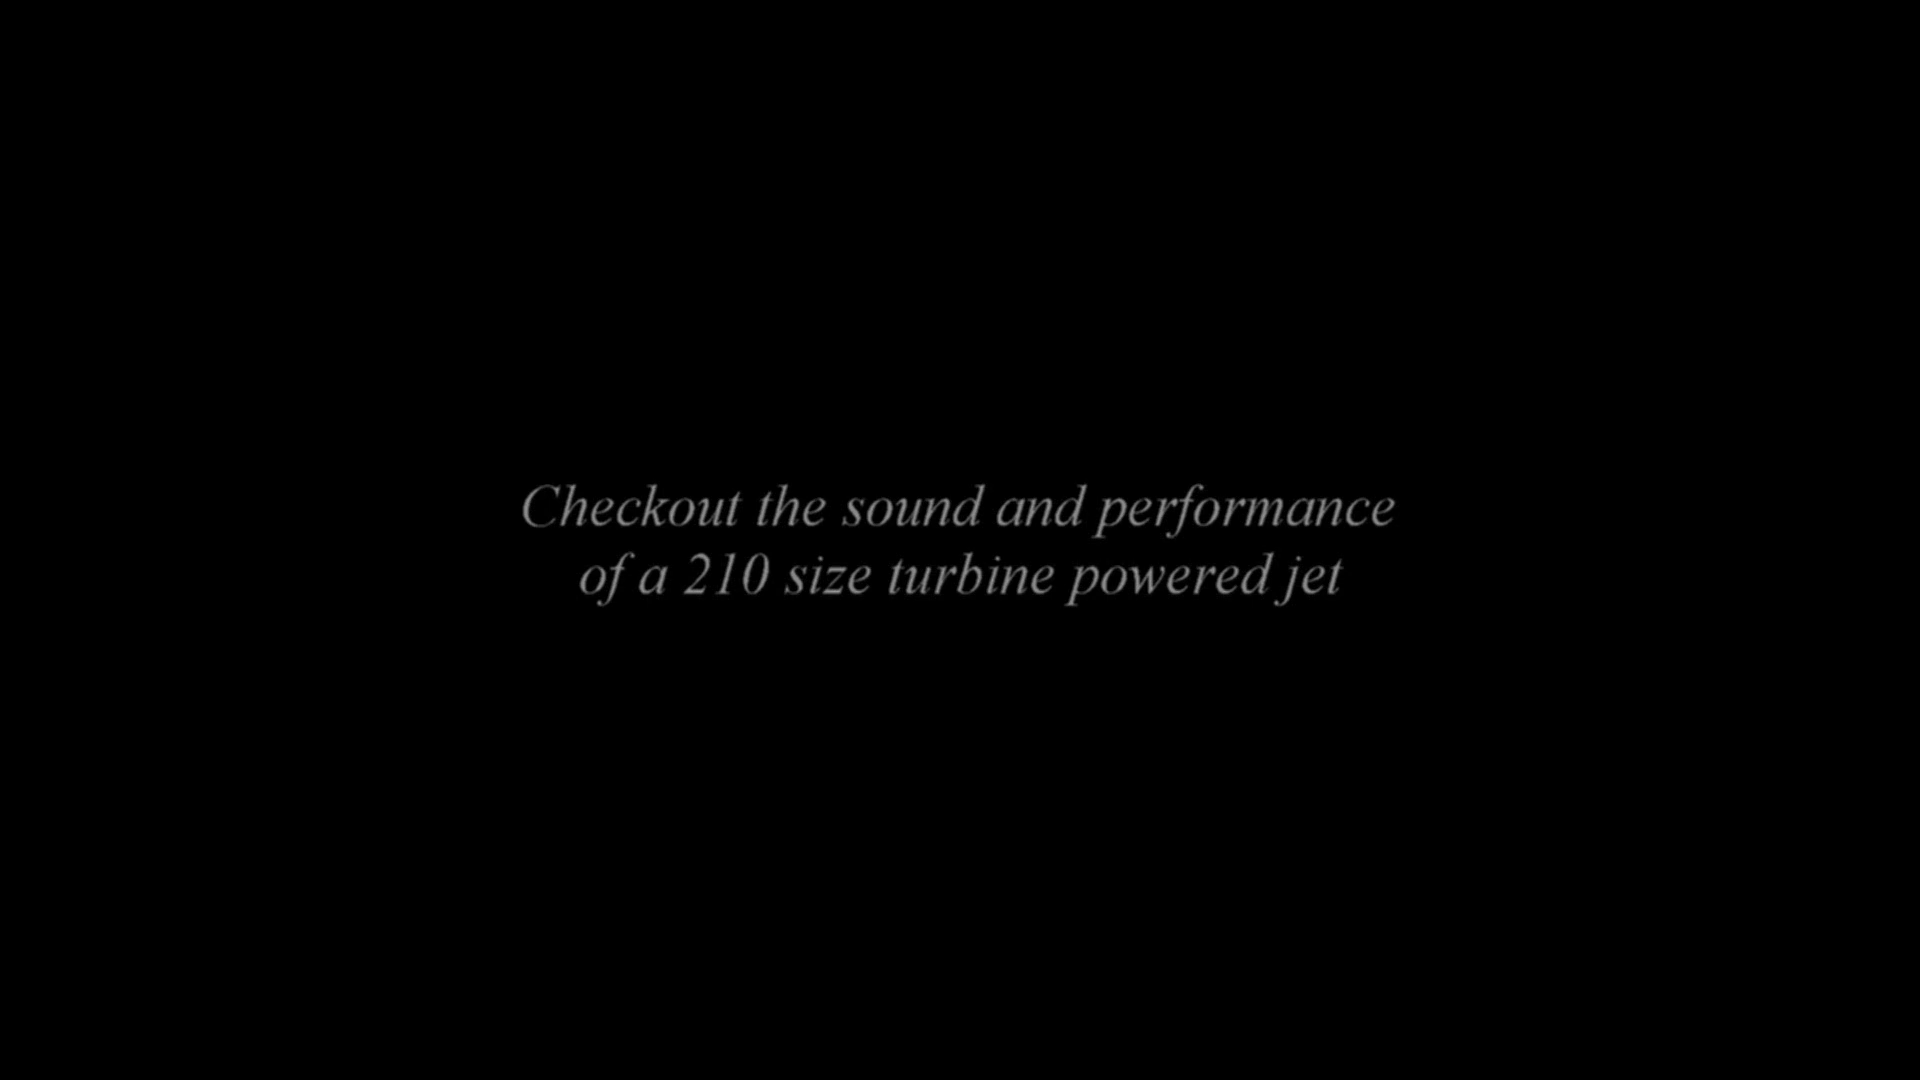 Checkout the sound and performance
of a 210 size turbine powered jet